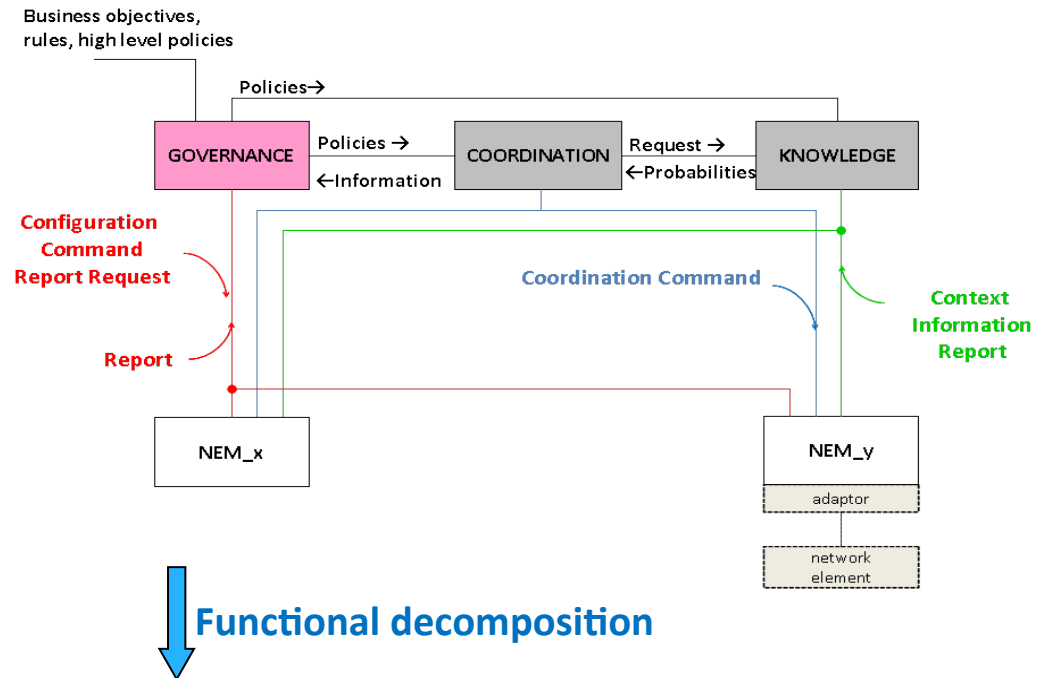 Business objectives,
rules, high level policies
Policies→
GOVERNANCE
Policies →
←Information
COORDINATION
Request →
←Probabilities
KNOWLEDGE
Configuration
Command
Report Request
Coordination Command
Context
Information
Report
Report
NEM_x
NEM_y
adaptor
network
element
Functional decomposition